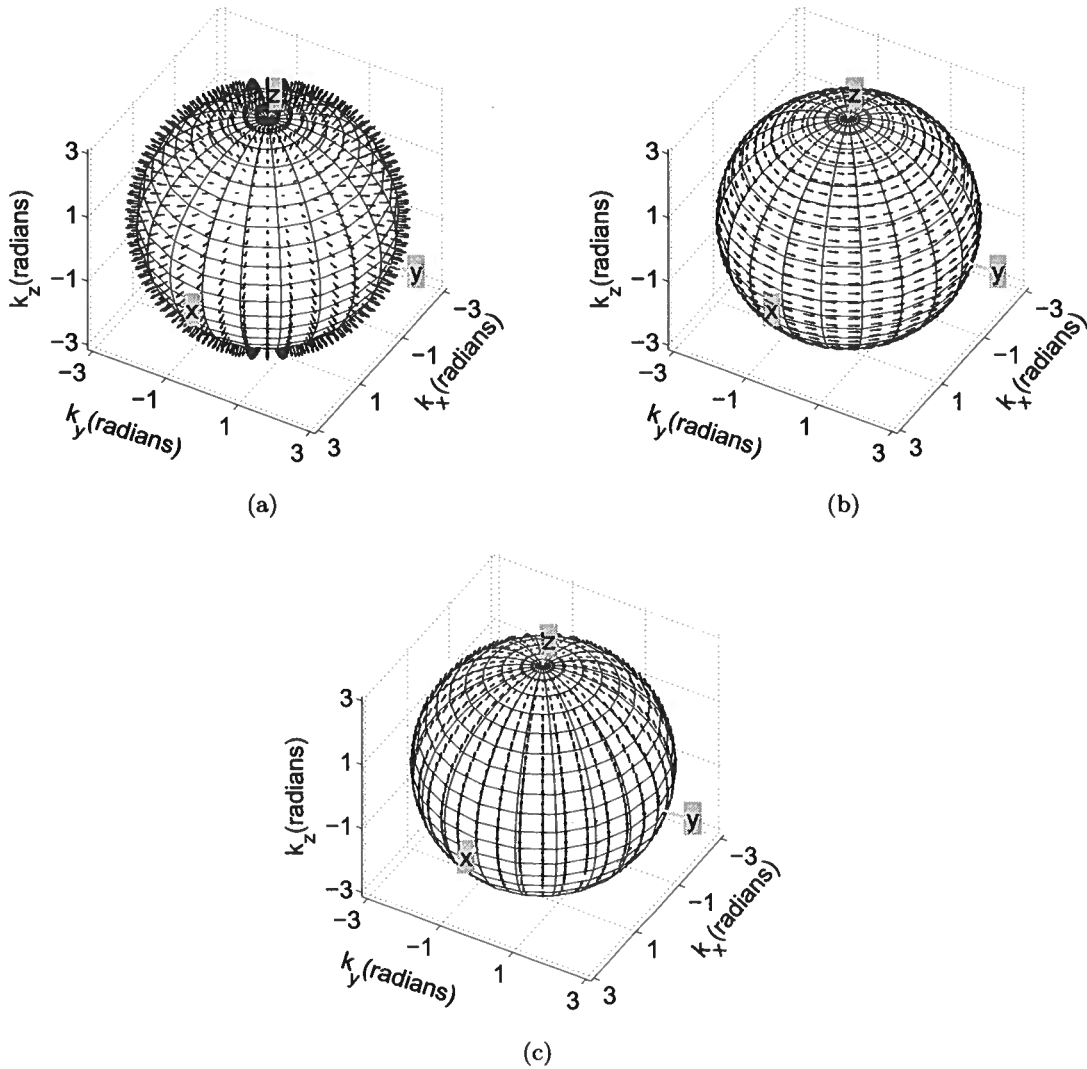 z
3
1
−1
−3
k_z(radians)
x
y
−3
−1
1
3
k_y(radians)
−3
−1
1
3
k_x(radians)
(a)
z
3
1
−1
−3
k_z(radians)
x
y
−3
−1
1
3
k_y(radians)
−3
−1
1
3
k_x(radians)
(b)
z
3
1
−1
−3
k_z(radians)
x
y
−3
−1
1
3
k_y(radians)
−3
−1
1
3
k_x(radians)
(c)